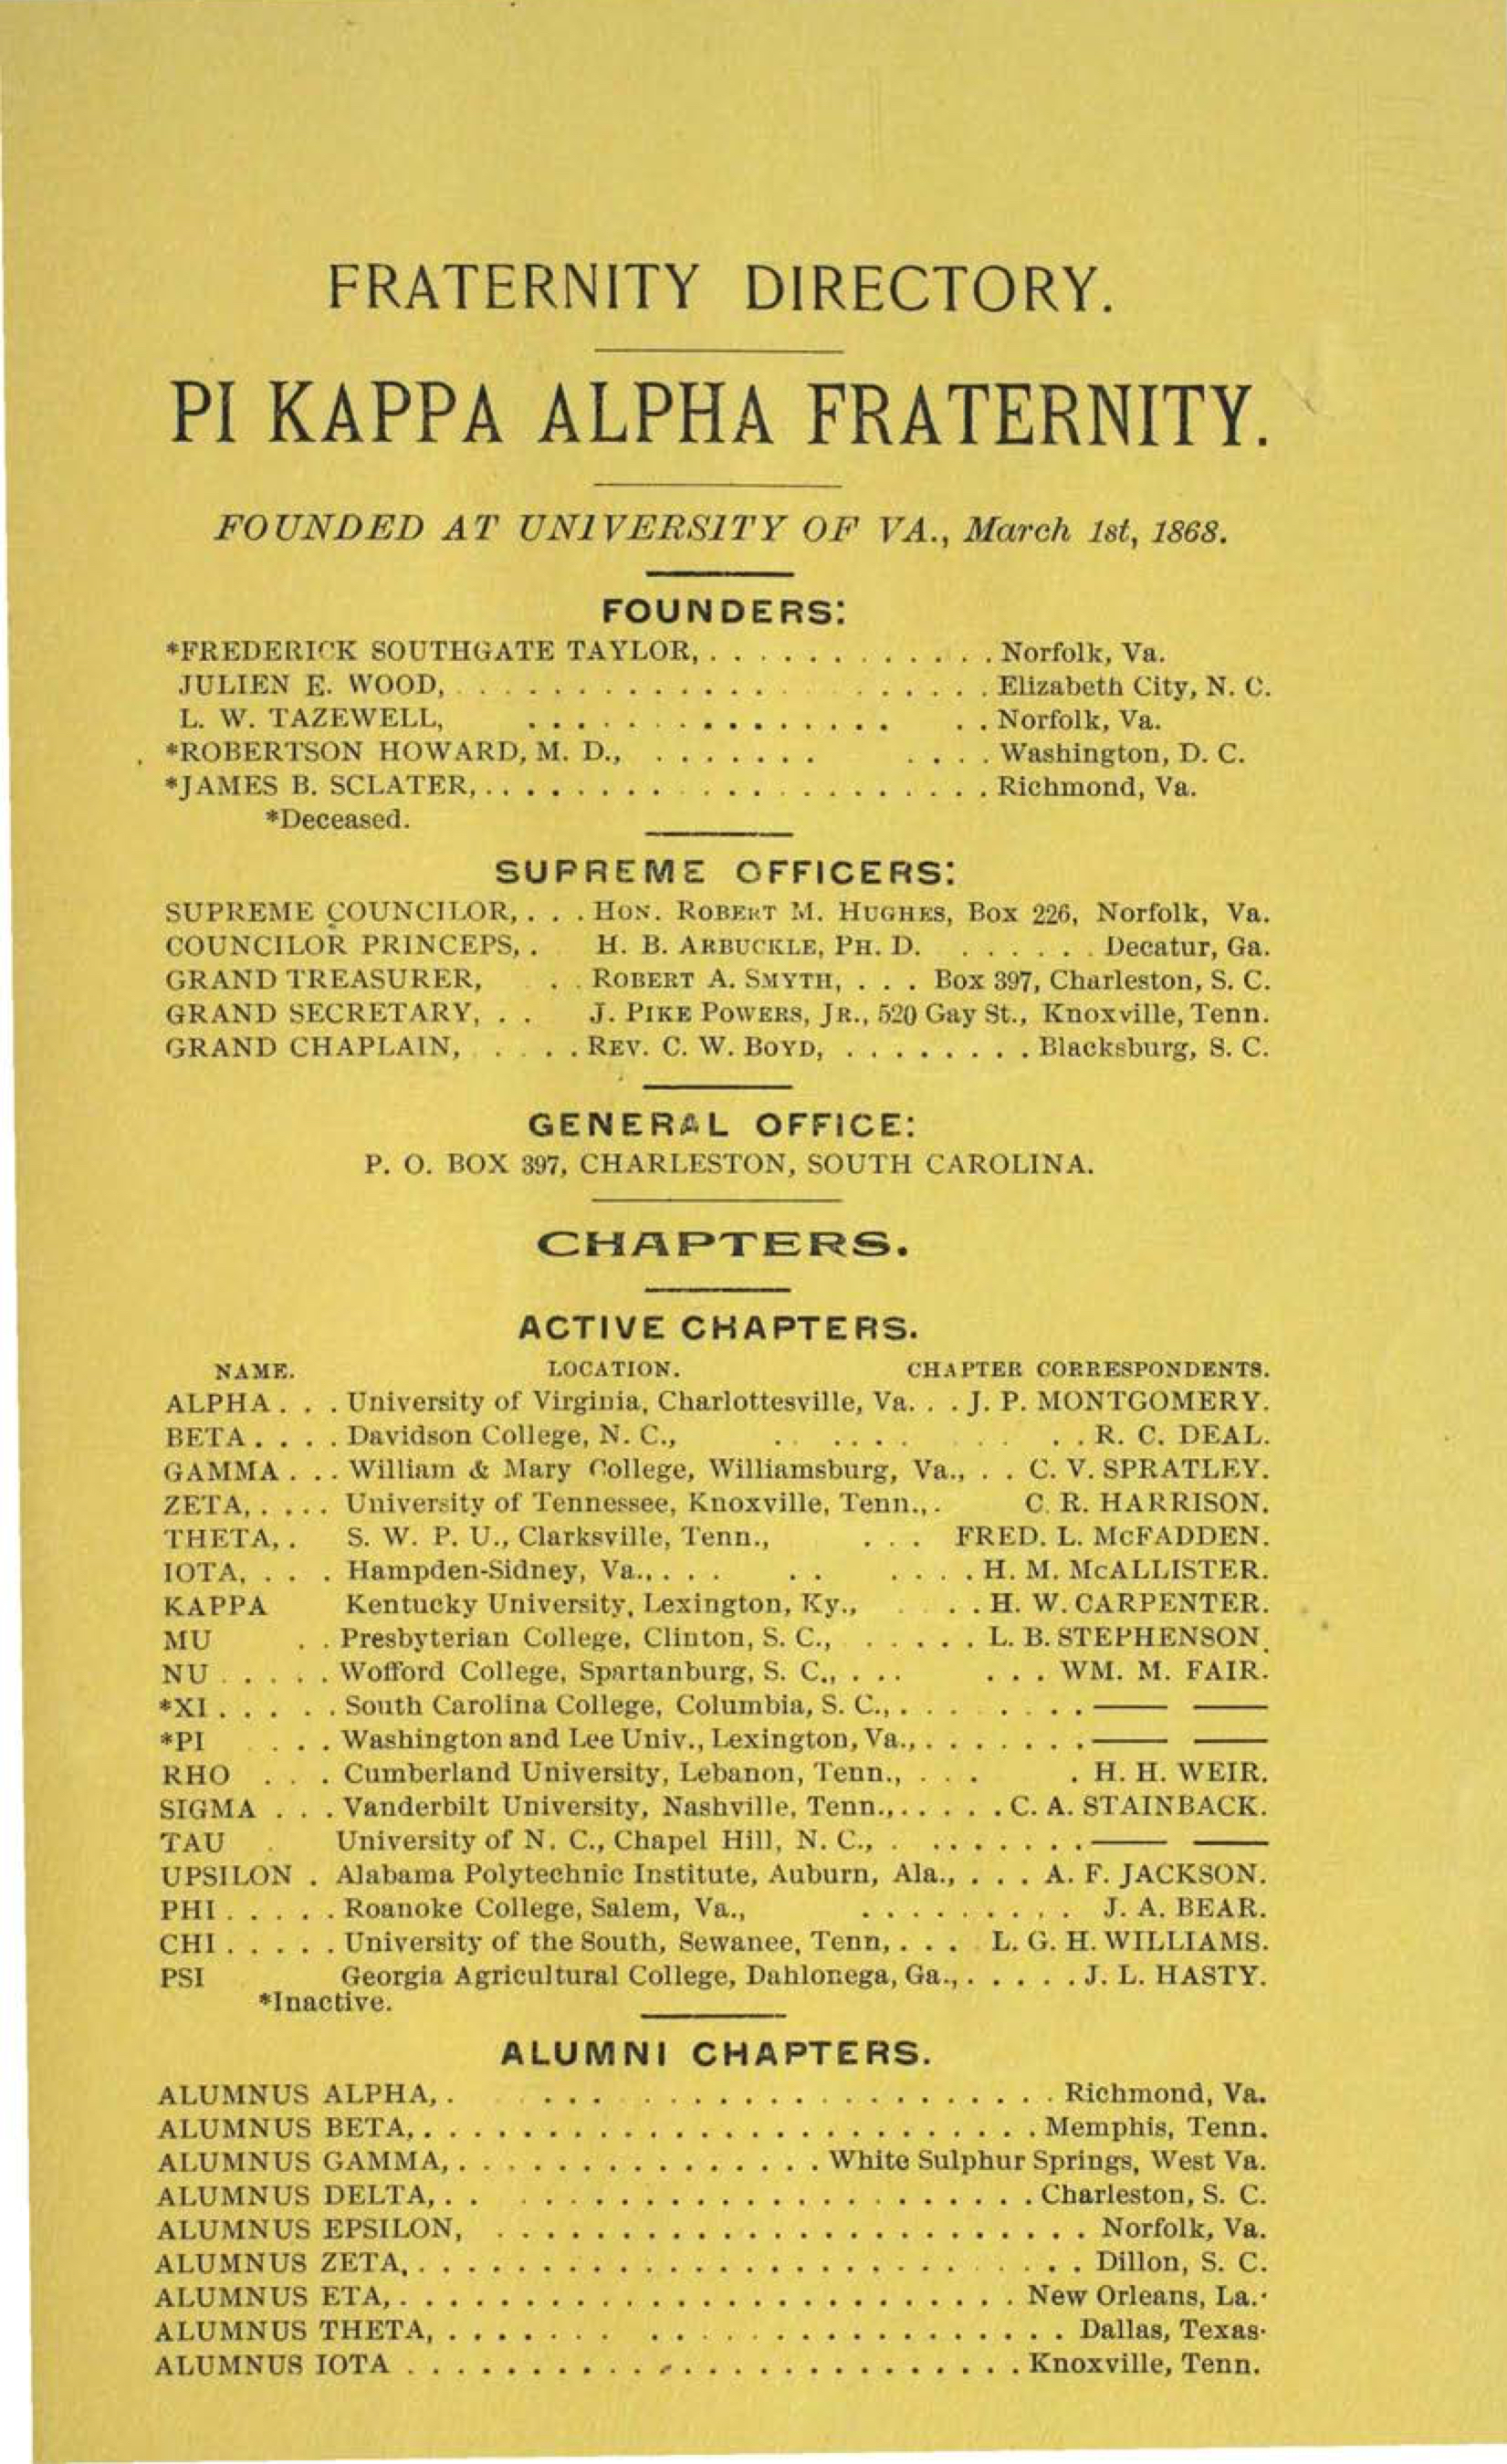 FRATERNITY DIRECTORY.
PI KAPPA ALPHA FRATERNITY.
FOUNDED AT UNIVERSITY OF VA., March 1st, 1868.
FOUNDERS:
*FREDERICK SOUTHGATE TAYLOR, . . . . . . . . . . . . Norfolk, Va.
JULIEN E. WOOD, . . . . . . . . . . . . . . . . . . . Elizabeth City, N. C.
L. W. TAZEWELL, . . . . . . . . . . . . . . . . . Norfolk, Va.
*ROBERTSON HOWARD, M. D., . . . . . . . . . . . Washington, D. C.
*JAMES B. SCLATER, . . . . . . . . . . . . . . . . . . . . . Richmond, Va.
*Deceased.
SUPREME OFFICERS:
SUPREME COUNCILOR, . . . . HON. ROBERT M. HUGHES, Box 226, Norfolk, Va.
COUNCILOR PRINCEPS, . . H. B. ARBUCKLE, PH. D. . . . . . . Decatur, Ga.
GRAND TREASURER, . . ROBERT A. SMYTH, . . . Box 397, Charleston, S. C.
GRAND SECRETARY, . . J. PIKE POWERS, JR., 520 Gay St., Knoxville, Tenn.
GRAND CHAPLAIN, . . . . . REV. C. W. BOYD, . . . . . . . . Blacksburg, S. C.
GENERAL OFFICE:
P. O. BOX 397, CHARLESTON, SOUTH CAROLINA.
CHAPTERS.
ACTIVE CHAPTERS.
NAME. LOCATION. CHAPTER CORRESPONDENTS.
ALPHA . . . University of Virginia, Charlottesville, Va. . . . J. P. MONTGOMERY.
BETA . . . . Davidson College, N. C., . . . . . . . . . . R. C. DEAL.
GAMMA . . . William & Mary College, Williamsburg, Va., . . C. V. SPRATLEY.
ZETA, . . . . University of Tennessee, Knoxville, Tenn., . C. R. HARRISON.
THETA, . S. W. P. U., Clarksville, Tenn., . . . FRED. L. McFADDEN.
IOTA, . . . . Hampden-Sidney, Va., . . . . . . . . . H. M. McALLISTER.
KAPPA Kentucky University, Lexington, Ky., . . . H. W. CARPENTER.
MU . . Presbyterian College, Clinton, S. C., . . . . . . L. B. STEPHENSON.
NU . . . . . Wofford College, Spartanburg, S. C., . . . . . . WM. M. FAIR.
*XI . . . . . . South Carolina College, Columbia, S. C., . . . . . . . . — —
*PI . . . . Washington and Lee Univ., Lexington, Va., . . . . . . . . — —
RHO . . . Cumberland University, Lebanon, Tenn., . . . . H. H. WEIR.
SIGMA . . . Vanderbilt University, Nashville, Tenn., . . . . . C. A. STAINBACK.
TAU . University of N. C., Chapel Hill, N. C., . . . . . . . . — —
UPSILON . Alabama Polytechnic Institute, Auburn, Ala., . . . A. F. JACKSON.
PHI . . . . . Roanoke College, Salem, Va., . . . . . . . . . J. A. BEAR.
CHI . . . . . University of the South, Sewanee, Tenn, . . . L. G. H. WILLIAMS.
PSI Georgia Agricultural College, Dahlonega, Ga., . . . . . J. L. HASTY.
*Inactive.
ALUMNI CHAPTERS.
ALUMNUS ALPHA, . . . . . . . . . . . . . . . . . . . . . Richmond, Va.
ALUMNUS BETA, . . . . . . . . . . . . . . . . . . . . . . . . Memphis, Tenn.
ALUMNUS GAMMA, . . . . . . . . . . . . . . . White Sulphur Springs, West Va.
ALUMNUS DELTA, . . . . . . . . . . . . . . . . . . . . . . Charleston, S. C.
ALUMNUS EPSILON, . . . . . . . . . . . . . . . . . . . . . . . Norfolk, Va.
ALUMNUS ZETA, . . . . . . . . . . . . . . . . . . . . . . . . . . Dillon, S. C.
ALUMNUS ETA, . . . . . . . . . . . . . . . . . . . . . . . . New Orleans, La.
ALUMNUS THETA, . . . . . . . . . . . . . . . . . . . . . . . Dallas, Texas.
ALUMNUS IOTA . . . . . . . . . . . . . . . . . . . . . . . . . Knoxville, Tenn.